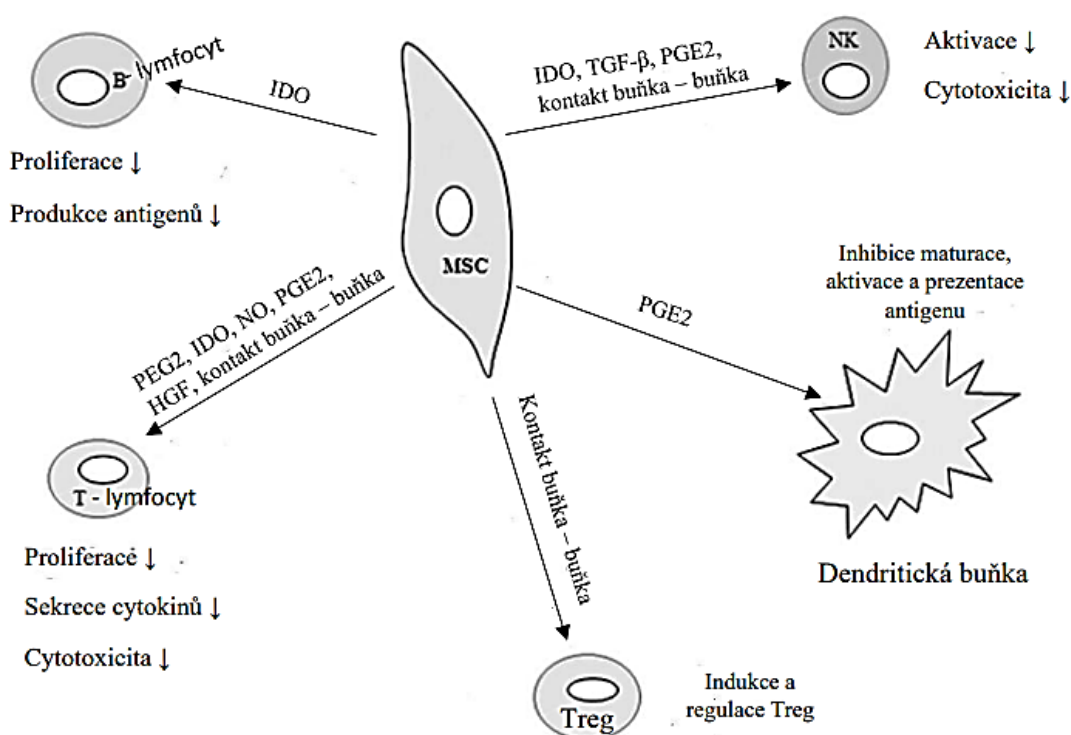 B- lymfocyt
IDO
Proliferace ↓
Produkce antigenů ↓
IDO, TGF-β, PGE2,
kontakt buňka – buňka
NK
Aktivace ↓
Cytotoxicita ↓
MSC
PEG2, IDO, NO, PGE2,
HGF, kontakt buňka – buňka
T - lymfocyt
Proliferace ↓
Sekrece cytokinů ↓
Cytotoxicita ↓
PGE2
Inhibice maturace,
aktivace a prezentace
antigenu
Dendritická buňka
Kontakt buňka – buňka
Treg
Indukce a
regulace Treg